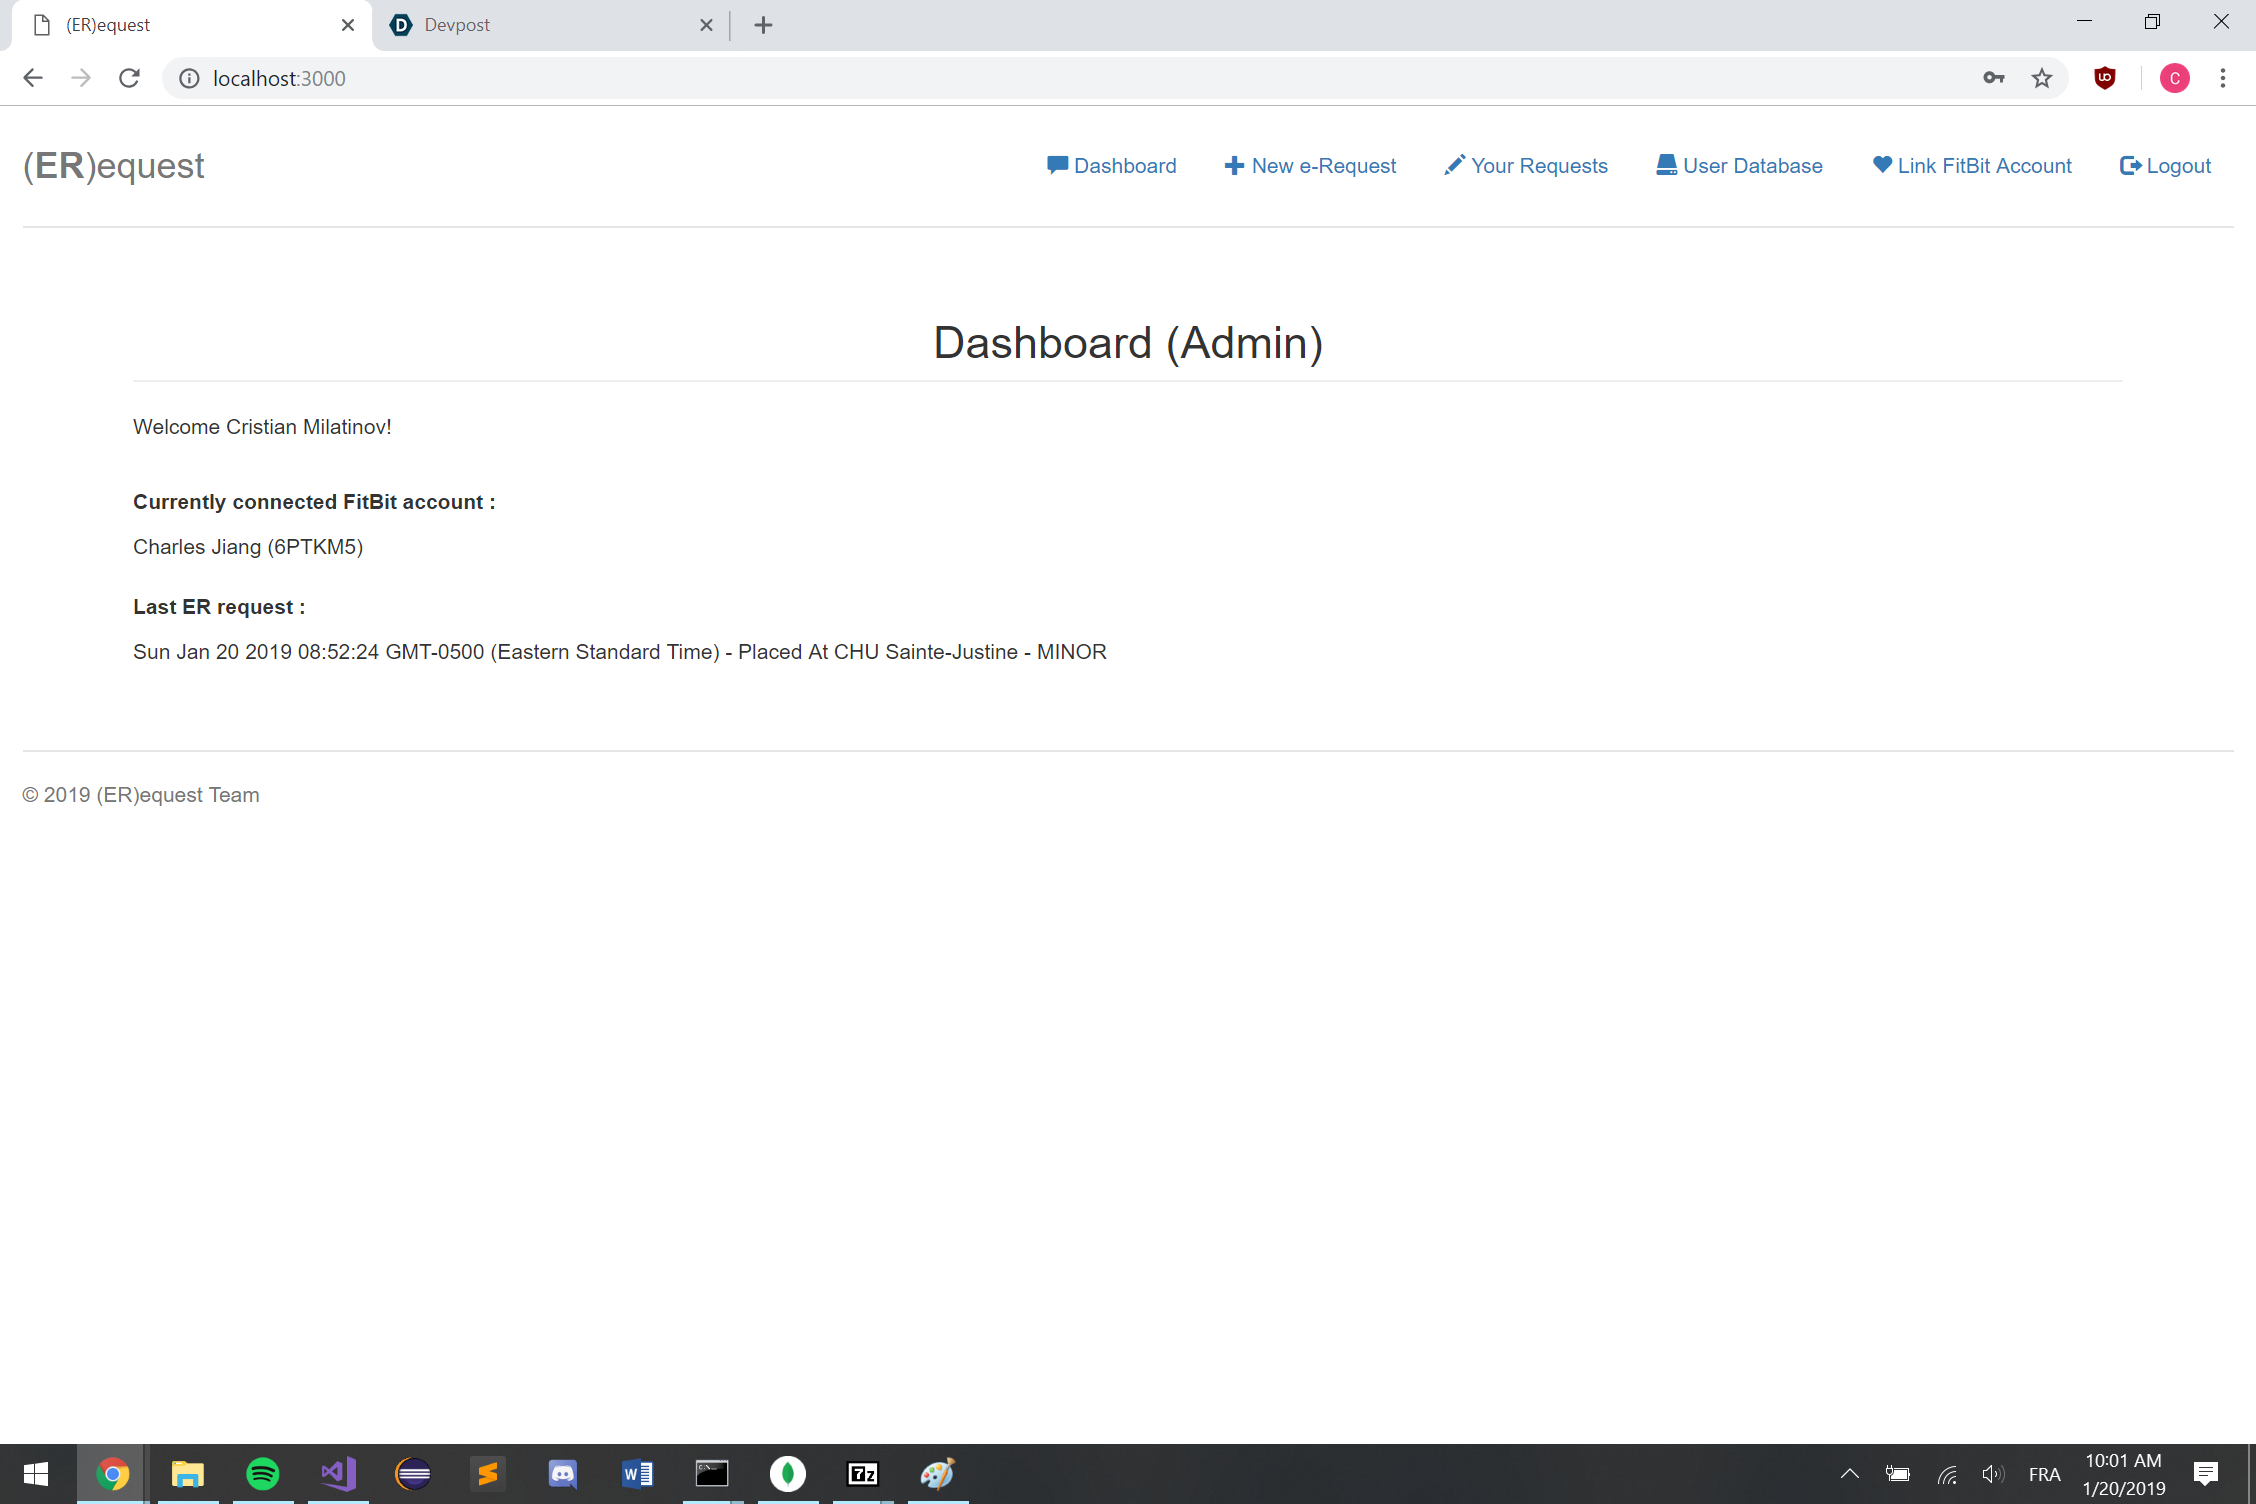 (ER)equest
Devpost
localhost:3000
C
(ER)equest
Dashboard
New e-Request
Your Requests
User Database
Link FitBit Account
Logout
Dashboard (Admin)
Welcome Cristian Milatinov!
Currently connected FitBit account :
Charles Jiang (6PTKM5)
Last ER request :
Sun Jan 20 2019 08:52:24 GMT-0500 (Eastern Standard Time) - Placed At CHU Sainte-Justine - MINOR
© 2019 (ER)equest Team
FRA
10:01 AM
1/20/2019